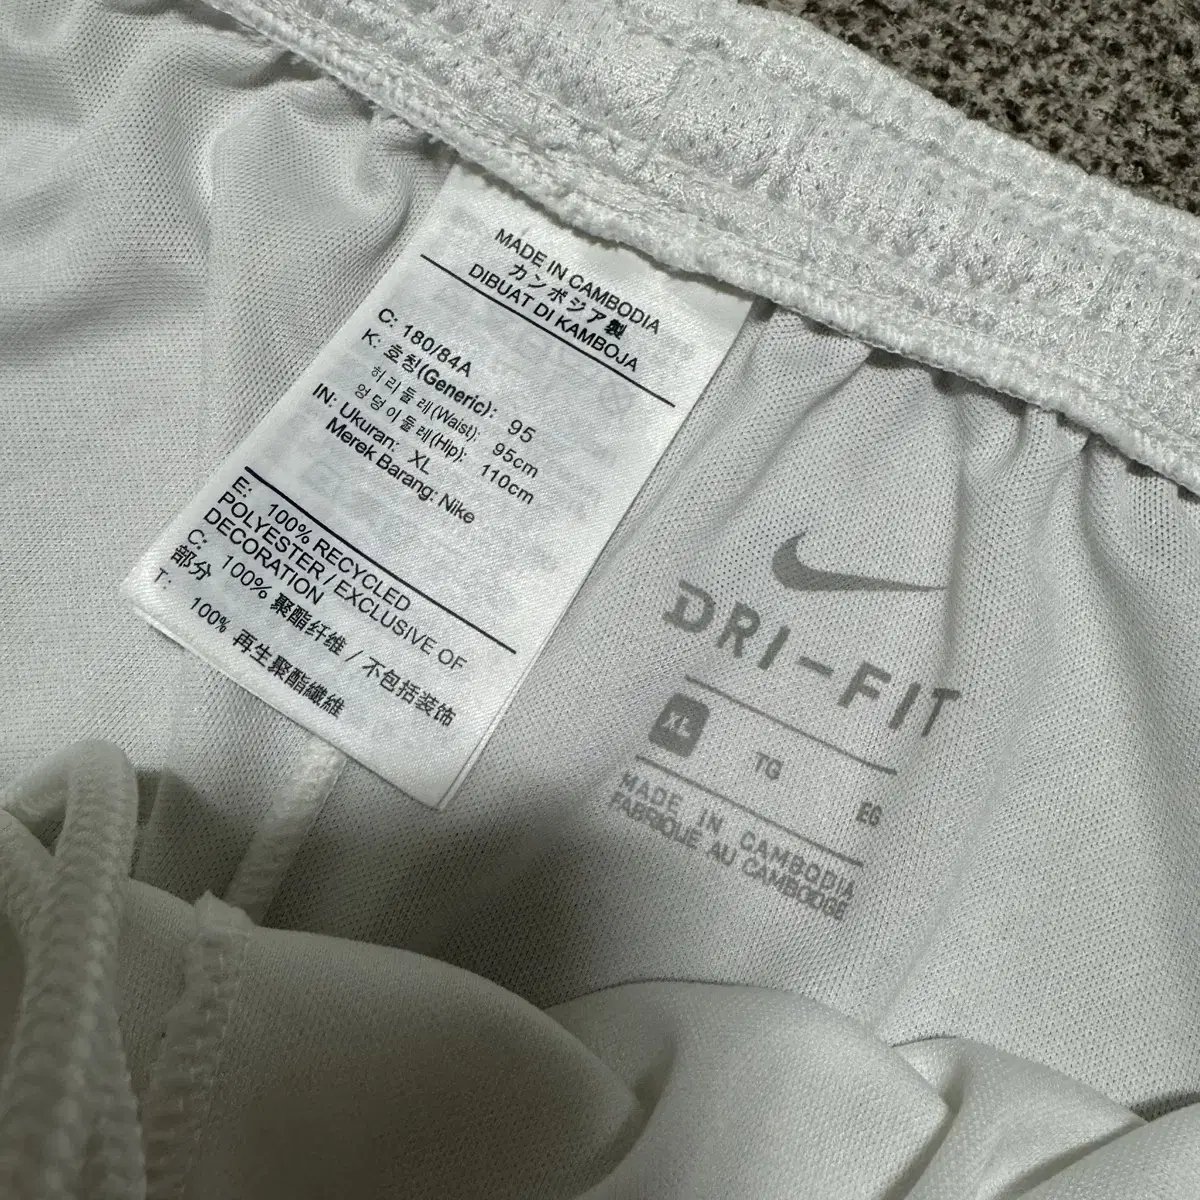 MADE IN CAMBODIA
カンボジア製
DIBUAT DI KAMBOJA
C: 180/84A
K: 호칭(Generic): 95
허리둘레(Waist): 95cm
엉덩이둘레(Hip): 110cm
IN: Ukuran: XL
Merek Barang: Nike
E: 100% RECYCLED
POLYESTER / EXCLUSIVE OF
DECORATION
C: 100% 聚酯纤维 / 不包括装饰
部分
T: 100% 再生聚酯纖維
DRI-FIT
XL TG EG
MADE IN CAMBODIA
FABRIQUÉ AU CAMBODGE